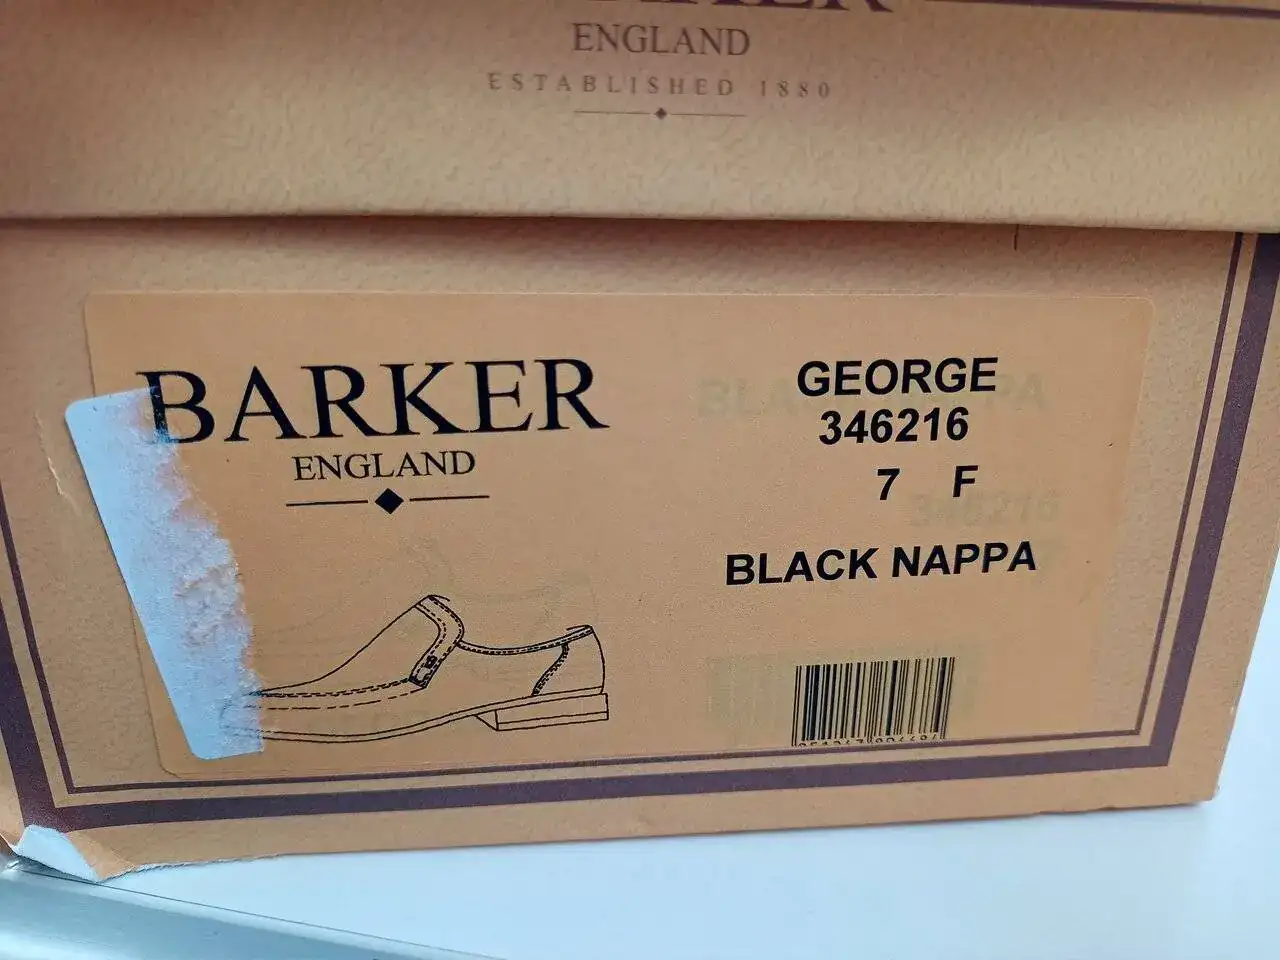 ENGLAND
ESTABLISHED 1880
BARKER
ENGLAND
GEORGE
346216
7 F
BLACK NAPPA